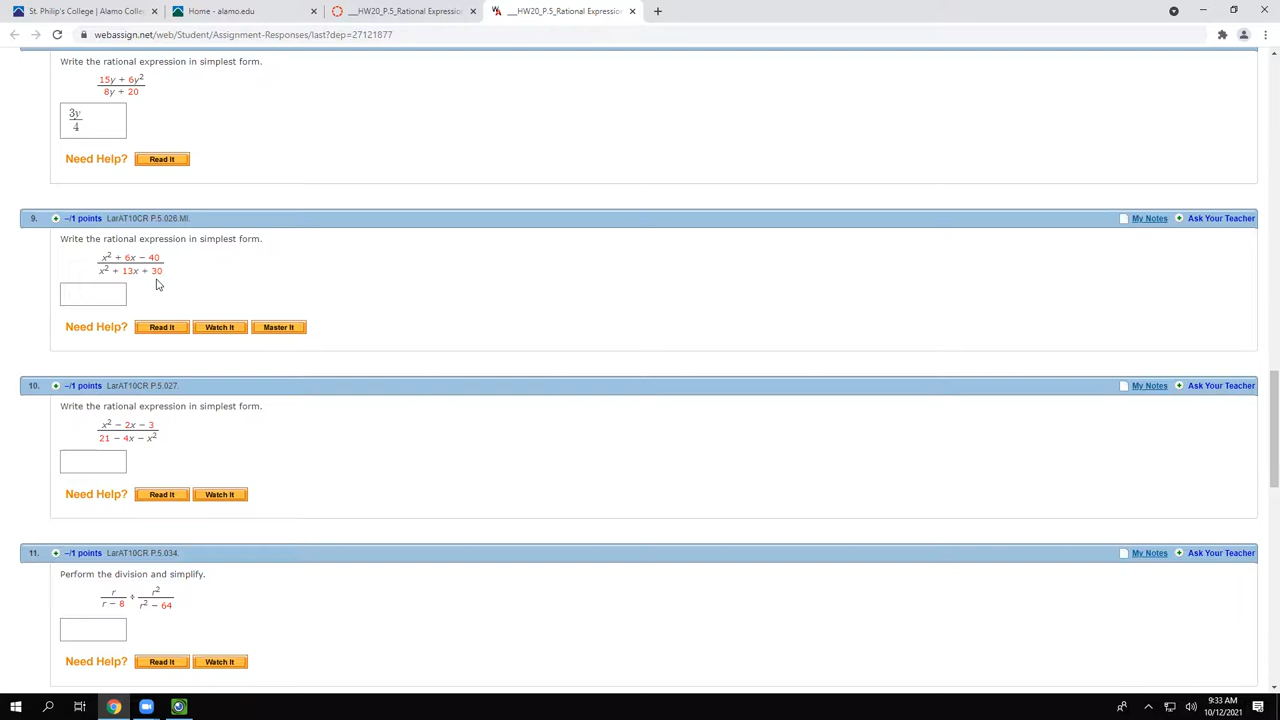 St. Philip's College | Alamo Colle
Home - alamo.edu
___HW20_P.5_Rational Expression
___HW20_P.5_Rational Expression
webassign.net/web/Student/Assignment-Responses/last?dep=27121877
Write the rational expression in simplest form.
15y + 6y²
8y + 20
3y
4
Need Help? Read It
9. –/1 points LarAT10CR P.5.026.MI. My Notes Ask Your Teacher
Write the rational expression in simplest form.
x² + 6x − 40
x² + 13x + 30
Need Help? Read It Watch It Master It
10. –/1 points LarAT10CR P.5.027. My Notes Ask Your Teacher
Write the rational expression in simplest form.
x² − 2x − 3
21 − 4x − x²
Need Help? Read It Watch It
11. –/1 points LarAT10CR P.5.034. My Notes Ask Your Teacher
Perform the division and simplify.
r ÷ r²
r − 8 r² − 64
Need Help? Read It Watch It
9:33 AM
10/12/2021